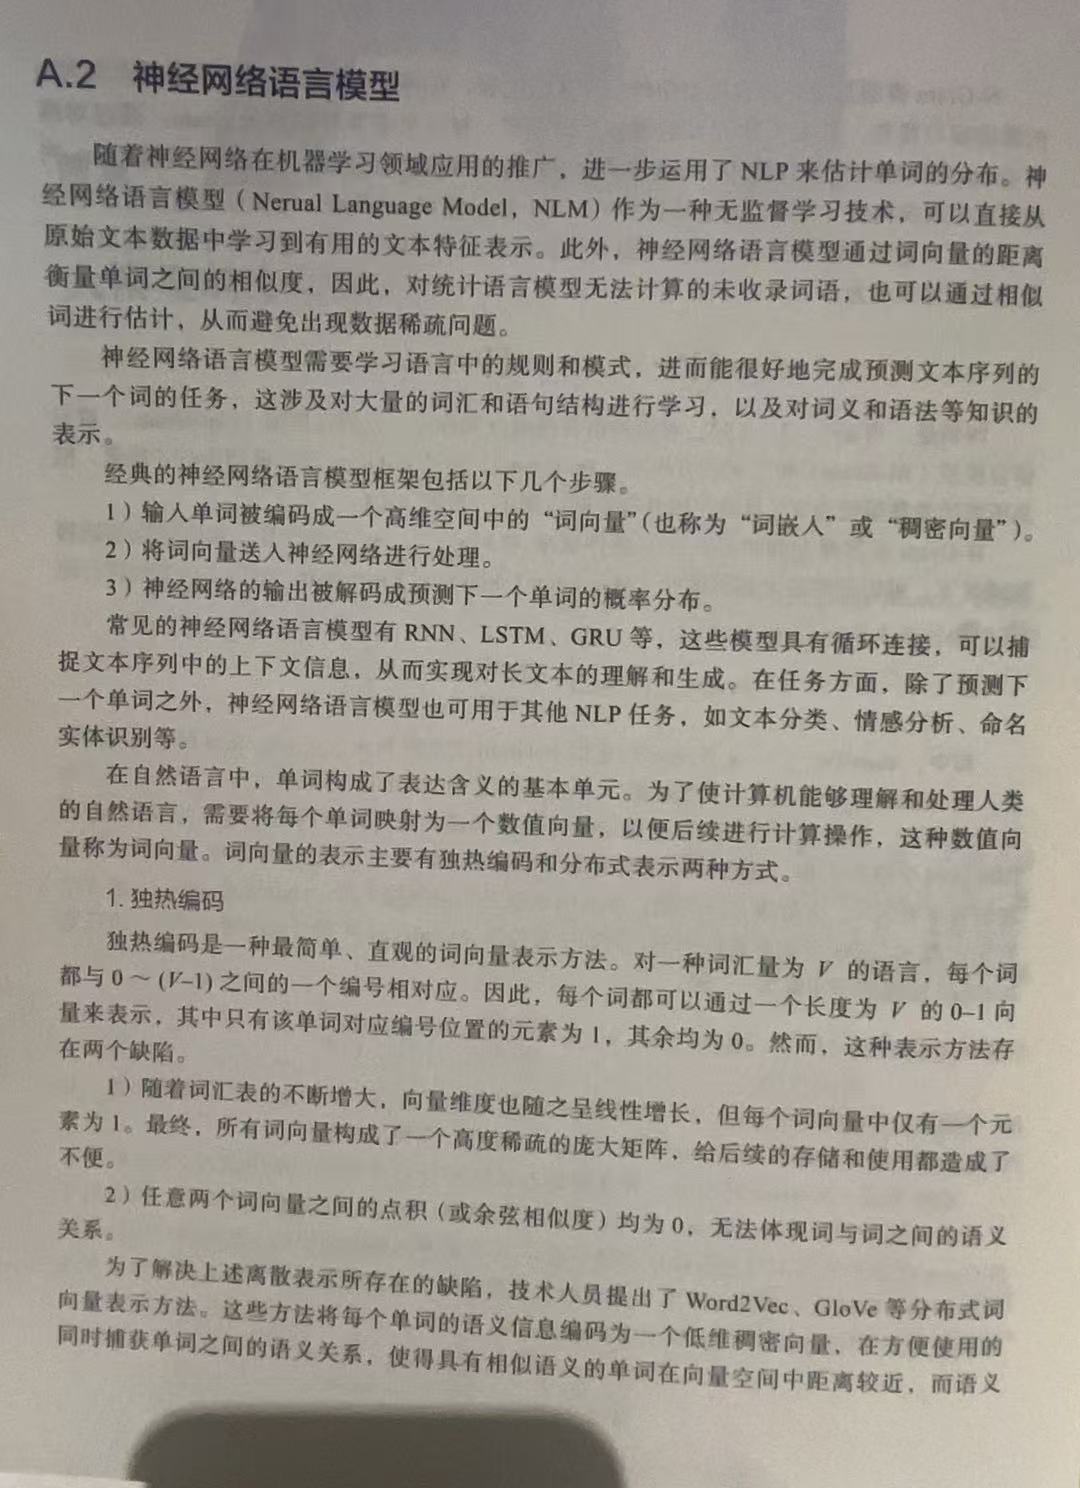 A.2 神经网络语言模型
随着神经网络在机器学习领域应用的推广，进一步运用了 NLP 来估计单词的分布。神
经网络语言模型（Nerual Language Model，NLM）作为一种无监督学习技术，可以直接从
原始文本数据中学习到有用的文本特征表示。此外，神经网络语言模型通过词向量的距离
衡量单词之间的相似度，因此，对统计语言模型无法计算的未收录词语，也可以通过相似
词进行估计，从而避免出现数据稀疏问题。
神经网络语言模型需要学习语言中的规则和模式，进而能很好地完成预测文本序列的
下一个词的任务，这涉及对大量的词汇和语句结构进行学习，以及对词义和语法等知识的
表示。
经典的神经网络语言模型框架包括以下几个步骤。
1）输入单词被编码成一个高维空间中的“词向量”（也称为“词嵌入”或“稠密向量”）。
2）将词向量送入神经网络进行处理。
3）神经网络的输出被解码成预测下一个单词的概率分布。
常见的神经网络语言模型有 RNN、LSTM、GRU 等，这些模型具有循环连接，可以捕
捉文本序列中的上下文信息，从而实现对长文本的理解和生成。在任务方面，除了预测下
一个单词之外，神经网络语言模型也可用于其他 NLP 任务，如文本分类、情感分析、命名
实体识别等。
在自然语言中，单词构成了表达含义的基本单元。为了使计算机能够理解和处理人类
的自然语言，需要将每个单词映射为一个数值向量，以便后续进行计算操作，这种数值向
量称为词向量。词向量的表示主要有独热编码和分布式表示两种方式。
1. 独热编码
独热编码是一种最简单、直观的词向量表示方法。对一种词汇量为 V 的语言，每个词
都与 0～(V–1) 之间的一个编号相对应。因此，每个词都可以通过一个长度为 V 的 0–1 向
量来表示，其中只有该单词对应编号位置的元素为 1，其余均为 0。然而，这种表示方法存
在两个缺陷。
1）随着词汇表的不断增大，向量维度也随之呈线性增长，但每个词向量中仅有一个元
素为 1。最终，所有词向量构成了一个高度稀疏的庞大矩阵，给后续的存储和使用都造成了
不便。
2）任意两个词向量之间的点积（或余弦相似度）均为 0，无法体现词与词之间的语义
关系。
为了解决上述离散表示所存在的缺陷，技术人员提出了 Word2Vec、GloVe 等分布式词
向量表示方法。这些方法将每个单词的语义信息编码为一个低维稠密向量，在方便使用的
同时捕获单词之间的语义关系，使得具有相似语义的单词在向量空间中距离较近，而语义